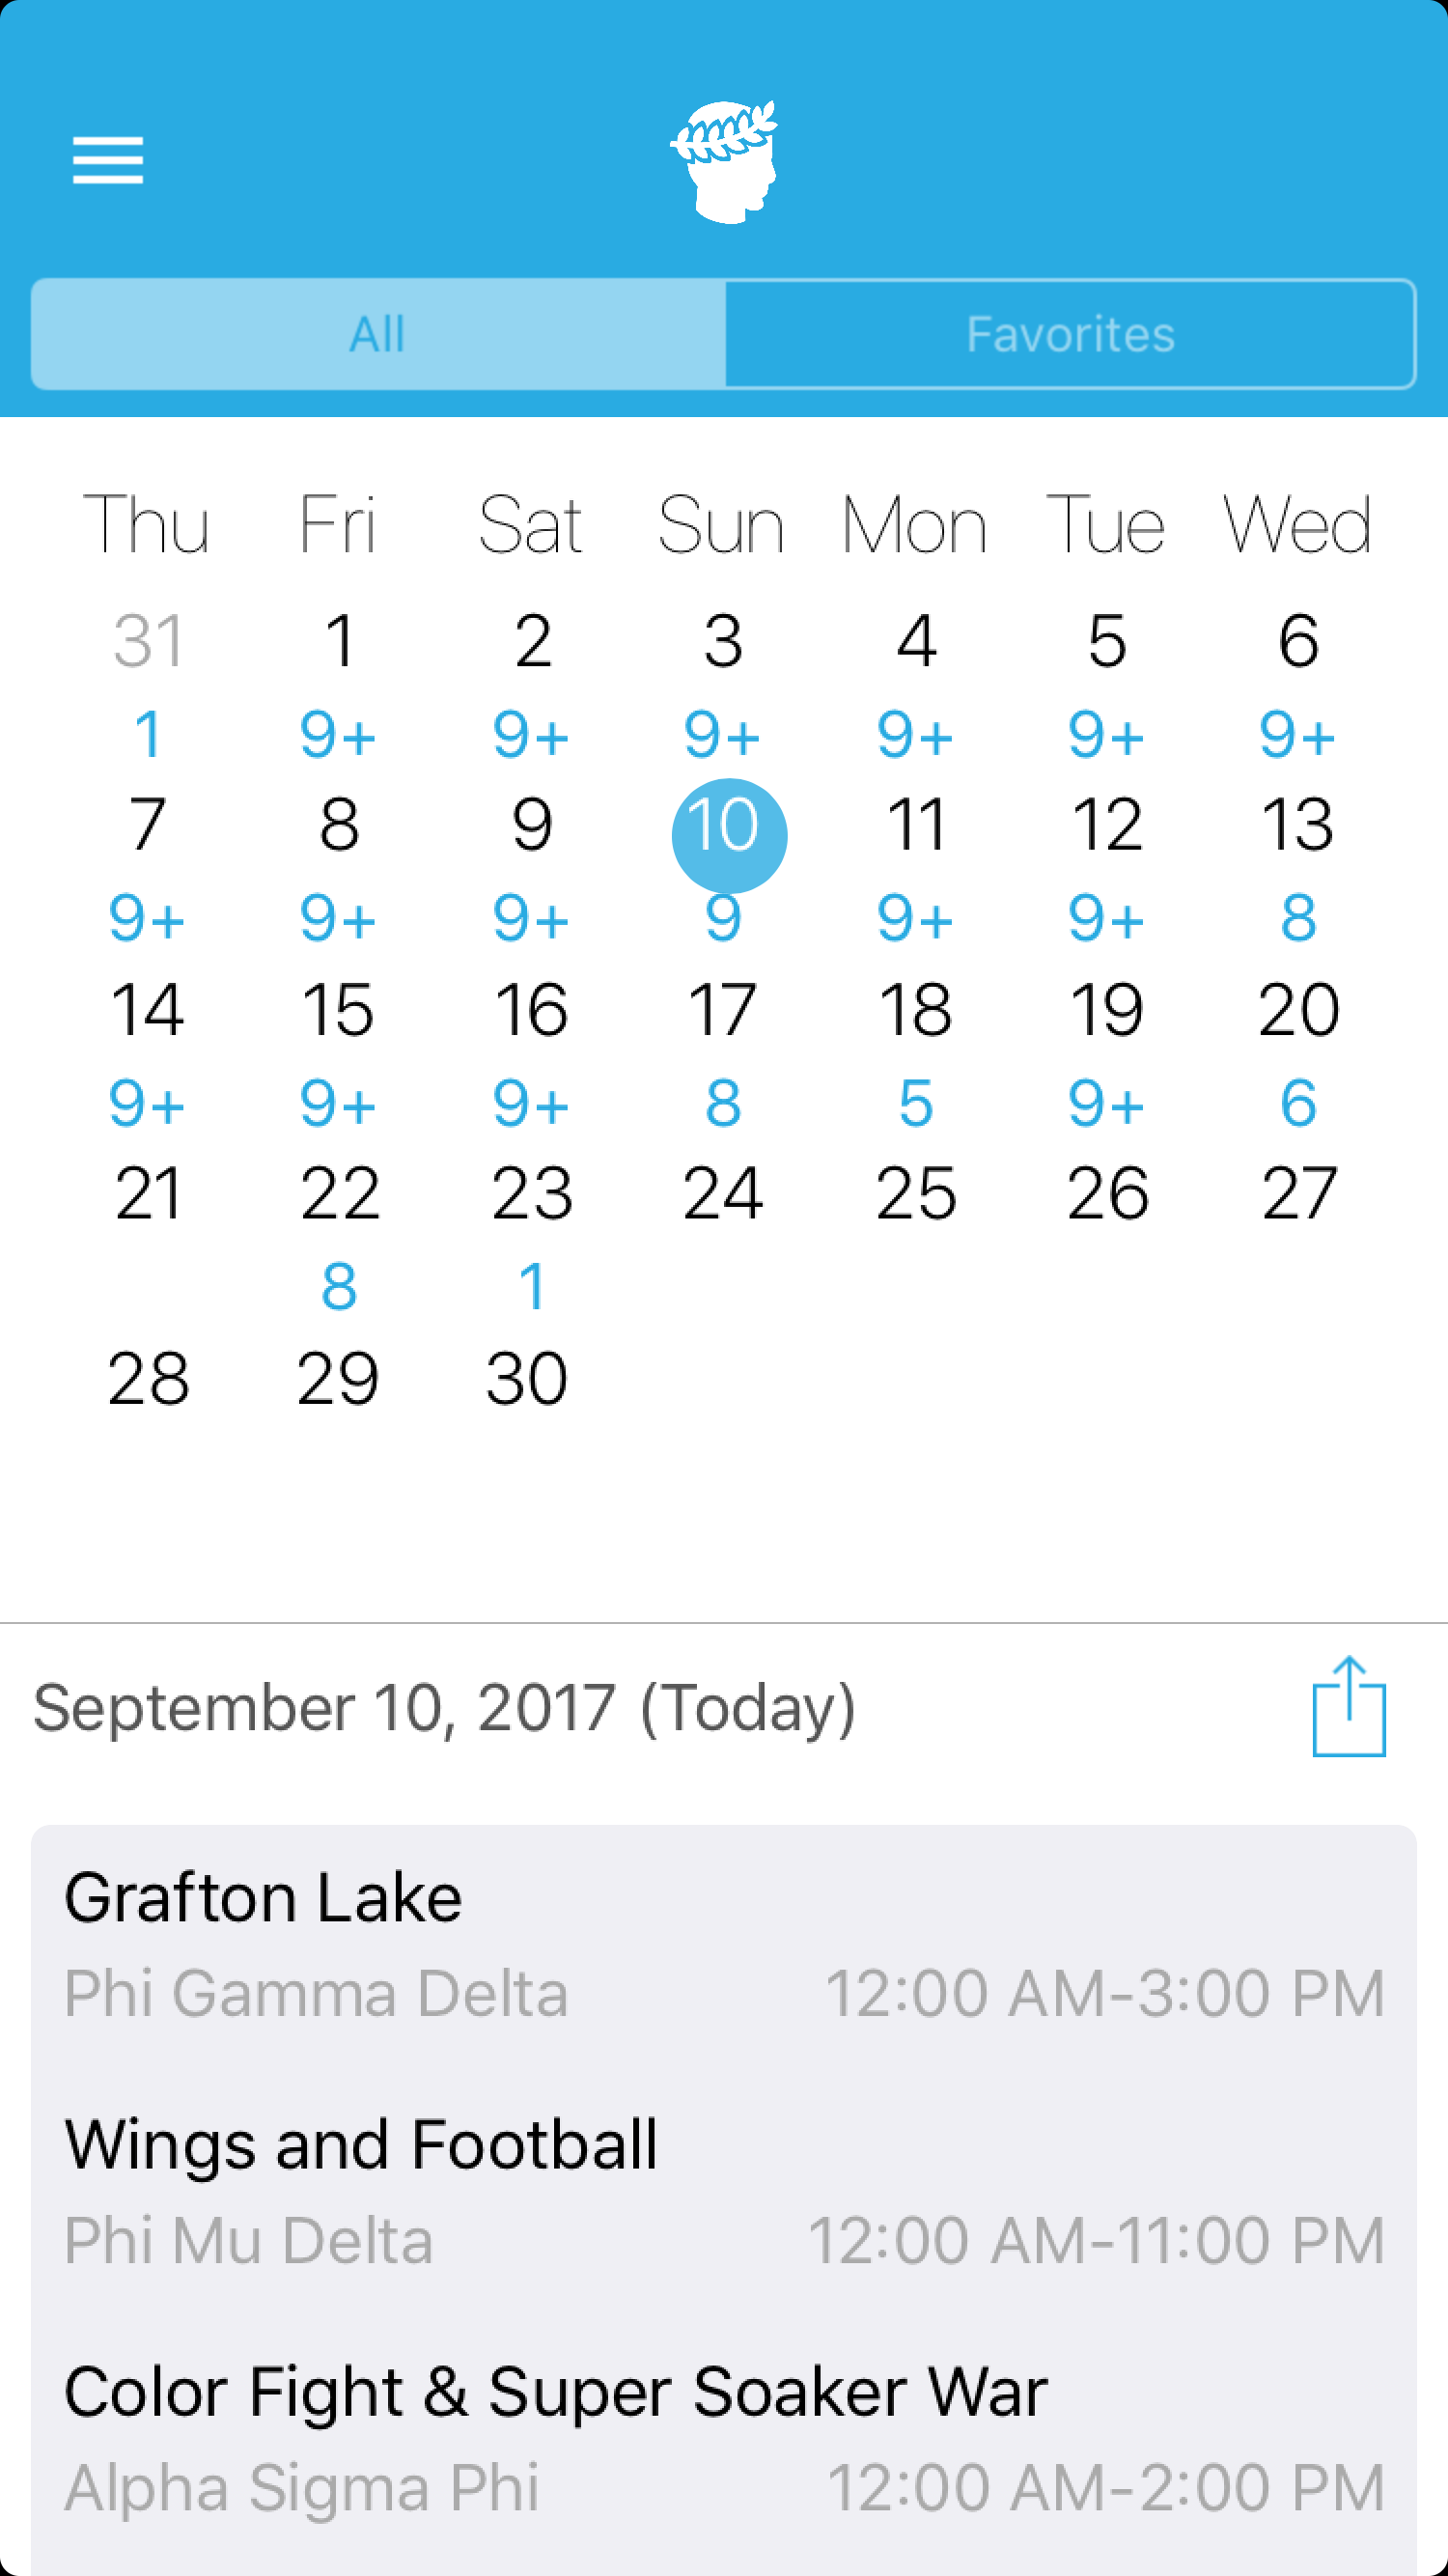 All Favorites
Thu Fri Sat Sun Mon Tue Wed
31 1 2 3 4 5 6
1 9+ 9+ 9+ 9+ 9+ 9+
7 8 9 10 11 12 13
9+ 9+ 9+ 9 9+ 9+ 8
14 15 16 17 18 19 20
9+ 9+ 9+ 8 5 9+ 6
21 22 23 24 25 26 27
8 1
28 29 30
September 10, 2017 (Today)
Grafton Lake
Phi Gamma Delta 12:00 AM-3:00 PM
Wings and Football
Phi Mu Delta 12:00 AM-11:00 PM
Color Fight & Super Soaker War
Alpha Sigma Phi 12:00 AM-2:00 PM